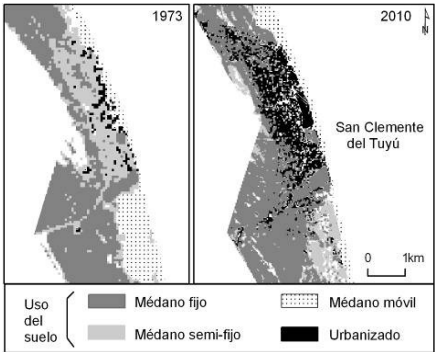 1973
2010
N
San Clemente
del Tuyú
0 1km
Uso
del
suelo
Médano fijo
Médano móvil
Médano semi-fijo
Urbanizado